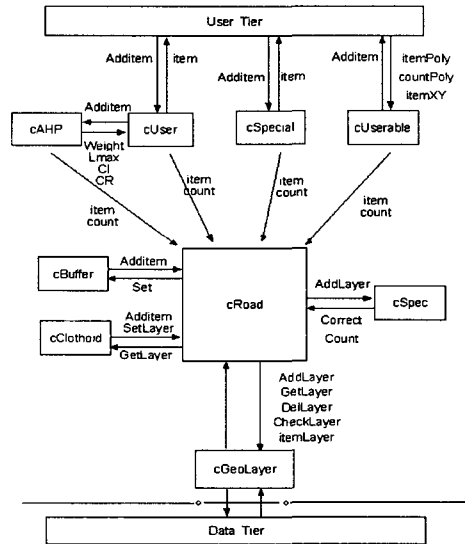 User Tier
Additem
item
Additem
item
Additem
itemPoly
countPoly
itemXY
Additem
cAHP
cUser
cSpecial
cUserable
Weight
Lmax
CI
CR
item
count
item
count
item
count
item
count
cBuffer
Additem
Set
cRoad
AddLayer
cSpec
Correct
Count
cClothoid
Additem
SetLayer
GetLayer
AddLayer
GetLayer
DelLayer
CheckLayer
itemLayer
cGeoLayer
Data Tier